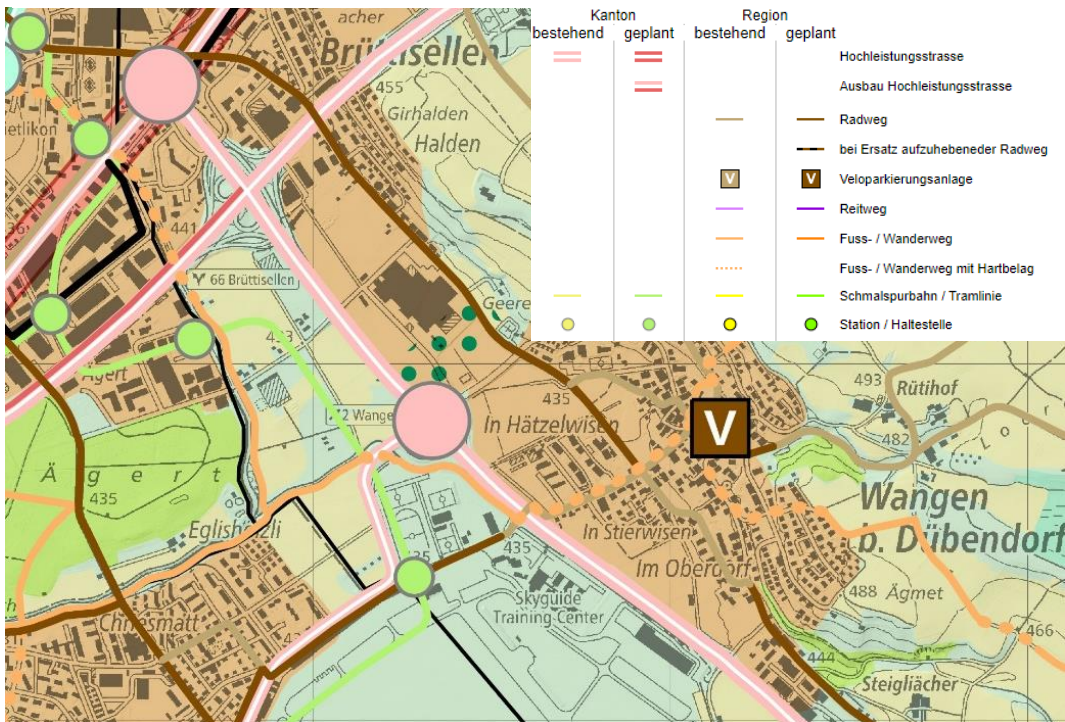 Kanton Region
bestehend geplant bestehend geplant
Hochleistungsstrasse
Ausbau Hochleistungsstrasse
Radweg
bei Ersatz aufzuhebeneder Radweg
V V Veloparkierungsanlage
Reitweg
Fuss- / Wanderweg
Fuss- / Wanderweg mit Hartbelag
Schmalspurbahn / Tramlinie
Station / Haltestelle
acher
Brüttisellen
455
Girhalden
Halden
etlikon
441
66 Brüttisellen
Geere
Agert
435
In Hätzelwisen
V
493
Rütihof
482
Ägert
435
Wangen
b. Dübendorf
In Stierwisen
435
Im Oberdorf
Skyguide
Training Center
488 Ägmet
466
444
Steigliächer